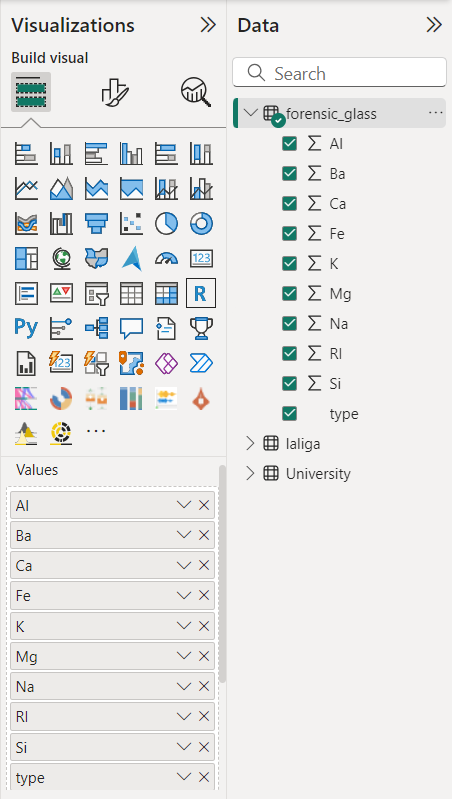 Visualizations
Build visual
123
R
Py
123
...
Values
Al
Ba
Ca
Fe
K
Mg
Na
RI
Si
type
Data
Search
forensic_glass
...
∑ Al
∑ Ba
∑ Ca
∑ Fe
∑ K
∑ Mg
∑ Na
∑ RI
∑ Si
type
laliga
University